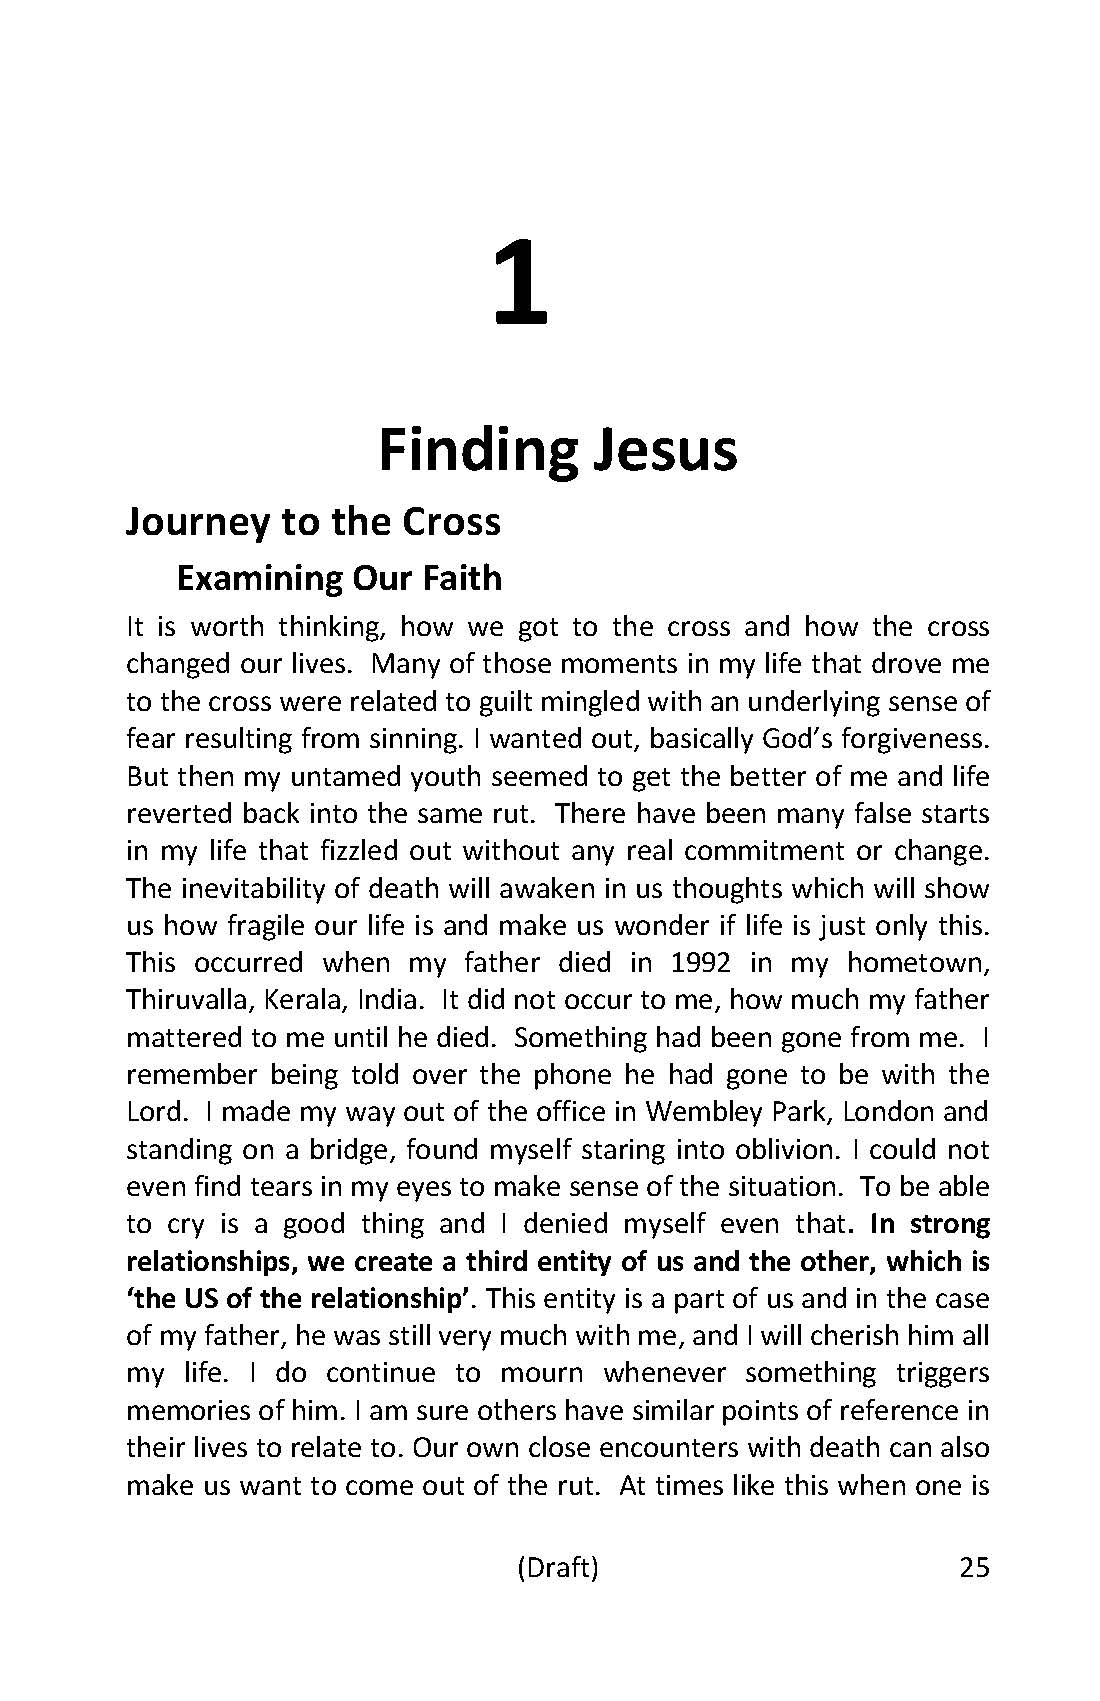 1
Finding Jesus
Journey to the Cross
Examining Our Faith
It is worth thinking, how we got to the cross and how the cross
changed our lives.  Many of those moments in my life that drove me
to the cross were related to guilt mingled with an underlying sense of
fear resulting from sinning. I wanted out, basically God’s forgiveness.
But then my untamed youth seemed to get the better of me and life
reverted back into the same rut.  There have been many false starts
in my life that fizzled out without any real commitment or change.
The inevitability of death will awaken in us thoughts which will show
us how fragile our life is and make us wonder if life is just only this.
This occurred when my father died in 1992 in my hometown,
Thiruvalla, Kerala, India.  It did not occur to me, how much my father
mattered to me until he died.  Something had been gone from me.  I
remember being told over the phone he had gone to be with the
Lord.  I made my way out of the office in Wembley Park, London and
standing on a bridge, found myself staring into oblivion. I could not
even find tears in my eyes to make sense of the situation.  To be able
to cry is a good thing and I denied myself even that. In strong
relationships, we create a third entity of us and the other, which is
‘the US of the relationship’. This entity is a part of us and in the case
of my father, he was still very much with me, and I will cherish him all
my life. I do continue to mourn whenever something triggers
memories of him. I am sure others have similar points of reference in
their lives to relate to. Our own close encounters with death can also
make us want to come out of the rut.  At times like this when one is
(Draft) 25